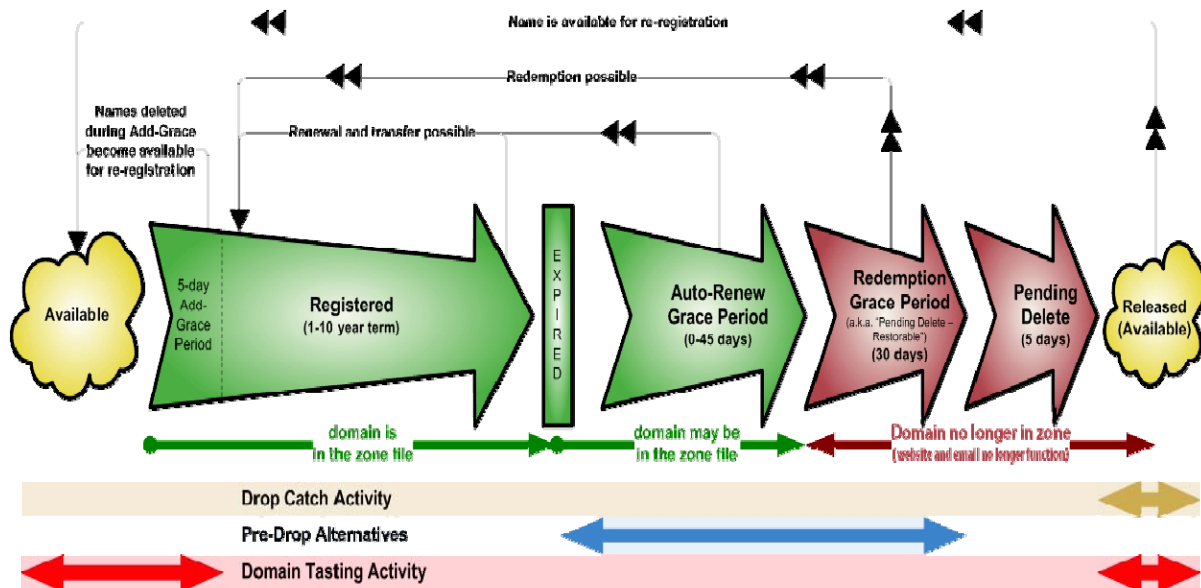 Name is available for re-registration
Redemption possible
Names deleted
during Add-Grace
become available
for re-registration
Renewal and transfer possible
Available
5-day
Add-
Grace
Period
Registered
(1-10 year term)
EXPIRED
Auto-Renew
Grace Period
(0-45 days)
Redemption
Grace Period
(a.k.a. "Pending Delete –
Restorable")
(30 days)
Pending
Delete
(5 days)
Released
(Available)
domain is
in the zone file
domain may be
in the zone file
Domain no longer in zone
(website and email no longer function)
Drop Catch Activity
Pre-Drop Alternatives
Domain Tasting Activity